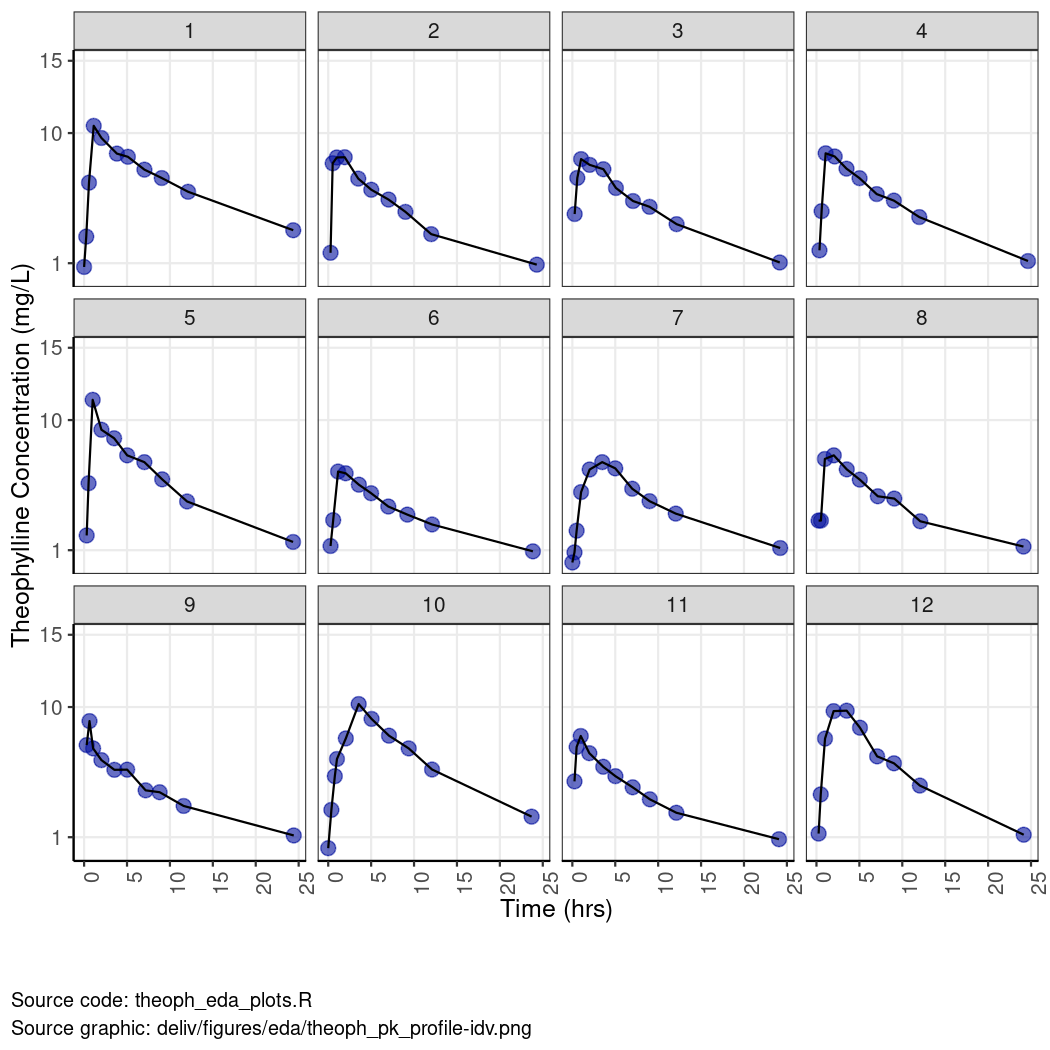 1 2 3 4
15
10
1
5 6 7 8
15
10
1
9 10 11 12
15
10
1
Theophylline Concentration (mg/L)
0 5 10 15 20 25 0 5 10 15 20 25 0 5 10 15 20 25 0 5 10 15 20 25
Time (hrs)
Source code: theoph_eda_plots.R
Source graphic: deliv/figures/eda/theoph_pk_profile-idv.png